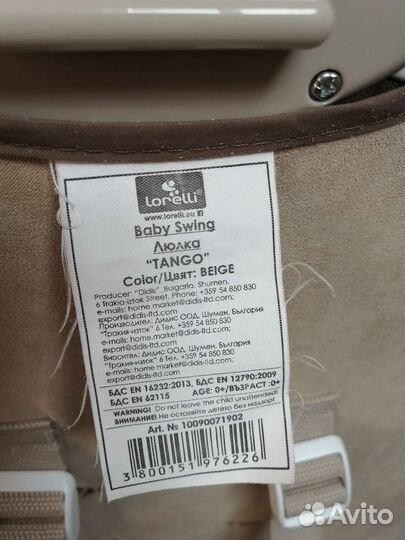 lorelli
www.lorelli.eu
Baby Swing
Люлка
"TANGO"
Color/Цвят: BEIGE
Producer: "Didis", Bulgaria, Shumen,
6 Trakia-iztok Street, Phone: +359 54 850 830
e-mails: home.market@didis-ltd.com;
export@didis-ltd.com
Производител: Дидис ООД, Шумен, България
"Тракия-изток" 6 Тел. +359 54 850 830
e-mails: home.market@didis-ltd.com;
export@didis-ltd.com
Вносител: Дидис ООД, Шумен, България
"Тракия-изток" 6 Тел. +359 54 850 830
e-mails: home.market@didis-ltd.com;
export@didis-ltd.com
БДС EN 16232:2013, БДС EN 12790:2009
БДС EN 62115 AGE: 0+/ВЪЗРАСТ :0+
WARNING! Do not leave the child unattended!
ВНИМАНИЕ! Не оставяйте детето без надзор!
Art. № 10090071902
3 800151 976226
Avito